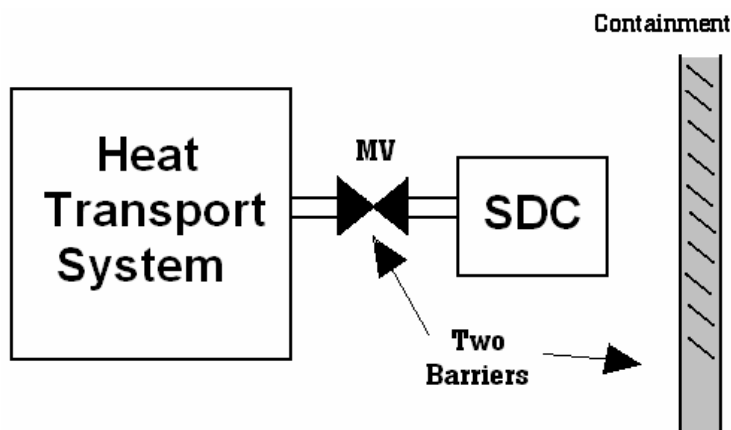 Containment
Heat
Transport
System
MV
SDC
Two
Barriers